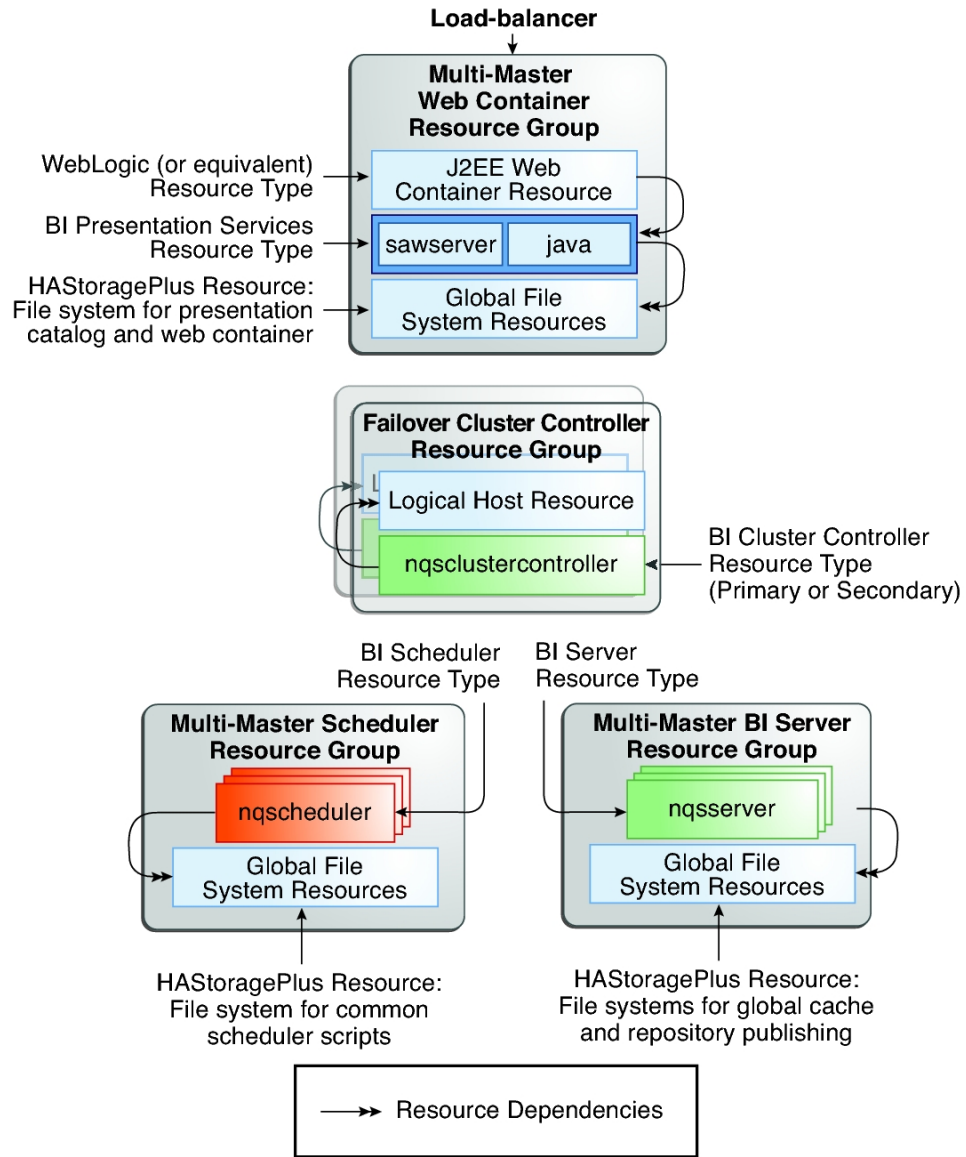 Load-balancer
Multi-Master
Web Container
Resource Group
WebLogic (or equivalent)
Resource Type
J2EE Web
Container Resource
BI Presentation Services
Resource Type
sawserver
java
HAStoragePlus Resource:
File system for presentation
catalog and web container
Global File
System Resources
Failover Cluster Controller
Resource Group
L
Logical Host Resource
nqsclustercontroller
BI Cluster Controller
Resource Type
(Primary or Secondary)
BI Scheduler
Resource Type
BI Server
Resource Type
Multi-Master Scheduler
Resource Group
nqscheduler
Global File
System Resources
HAStoragePlus Resource:
File system for common
scheduler scripts
Multi-Master BI Server
Resource Group
nqsserver
Global File
System Resources
HAStoragePlus Resource:
File systems for global cache
and repository publishing
Resource Dependencies